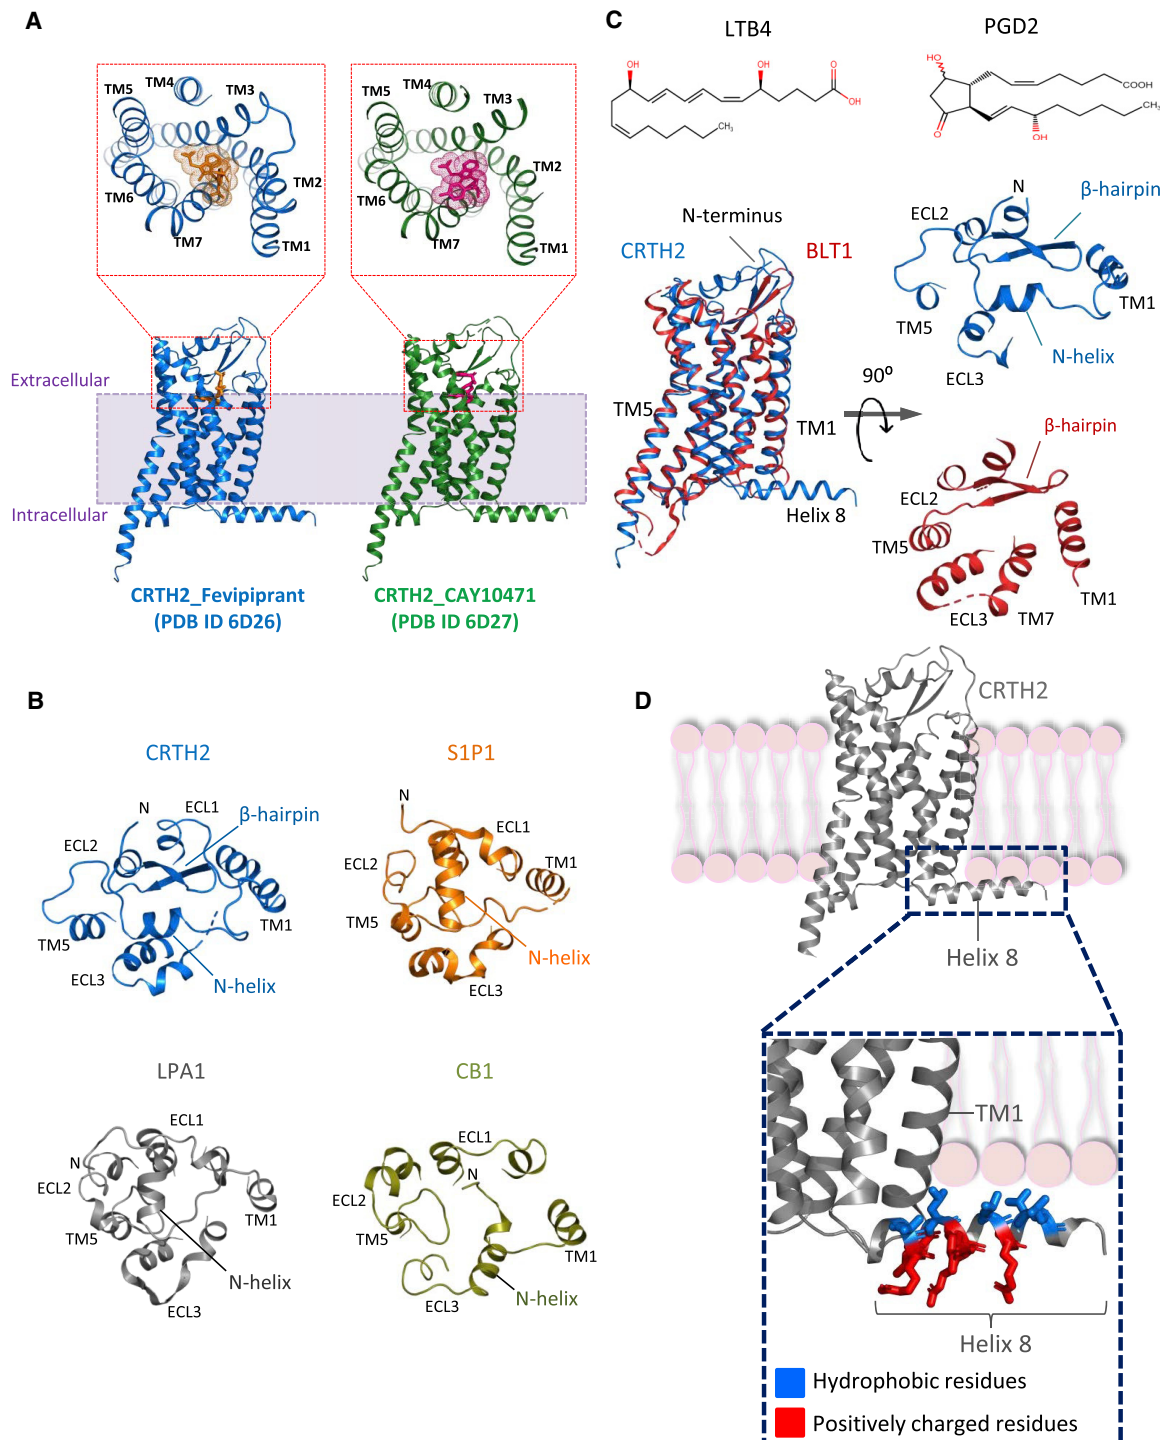 A
TM5
TM4
TM3
TM6
TM2
TM7
TM1
TM5
TM4
TM3
TM2
TM6
TM7
TM1
Extracellular
Intracellular
CRTH2_Fevipiprant
(PDB ID 6D26)
CRTH2_CAY10471
(PDB ID 6D27)
B
CRTH2
N
ECL1
β-hairpin
ECL2
TM1
TM5
ECL3
N-helix
S1P1
N
ECL1
ECL2
TM1
TM5
N-helix
ECL3
LPA1
ECL1
N
ECL2
TM1
TM5
N-helix
ECL3
CB1
ECL1
N
ECL2
TM5
TM1
ECL3
N-helix
C
LTB4
OH
OH
O
OH
CH₃
PGD2
HO
COOH
CH₃
O
OH
N-terminus
CRTH2
BLT1
TM5
TM1
Helix 8
90º
N
β-hairpin
ECL2
TM1
TM5
N-helix
ECL3
β-hairpin
ECL2
TM5
TM1
ECL3
TM7
D
CRTH2
Helix 8
TM1
Helix 8
Hydrophobic residues
Positively charged residues